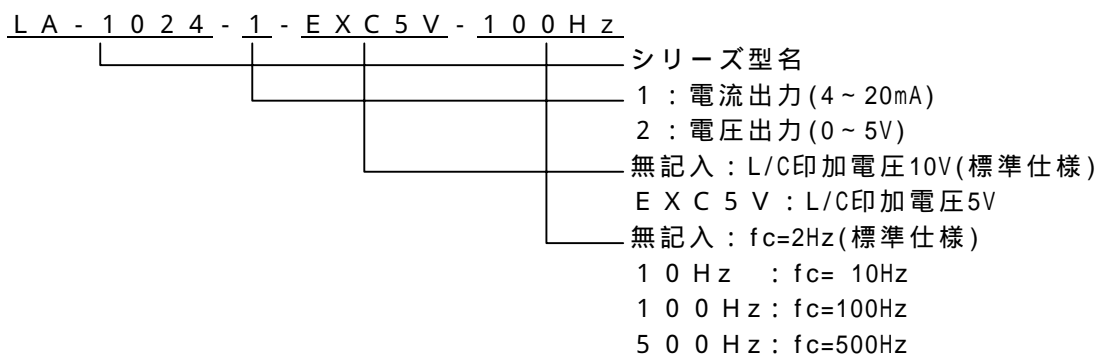 LA-1024-1-EXC5V-100Hz
シリーズ型名
1:電流出力(4~20mA)
2:電圧出力(0~5V)
無記入:L/C印加電圧10V(標準仕様)
EXC5V:L/C印加電圧5V
無記入:fc=2Hz(標準仕様)
10Hz :fc= 10Hz
100Hz:fc=100Hz
500Hz:fc=500Hz